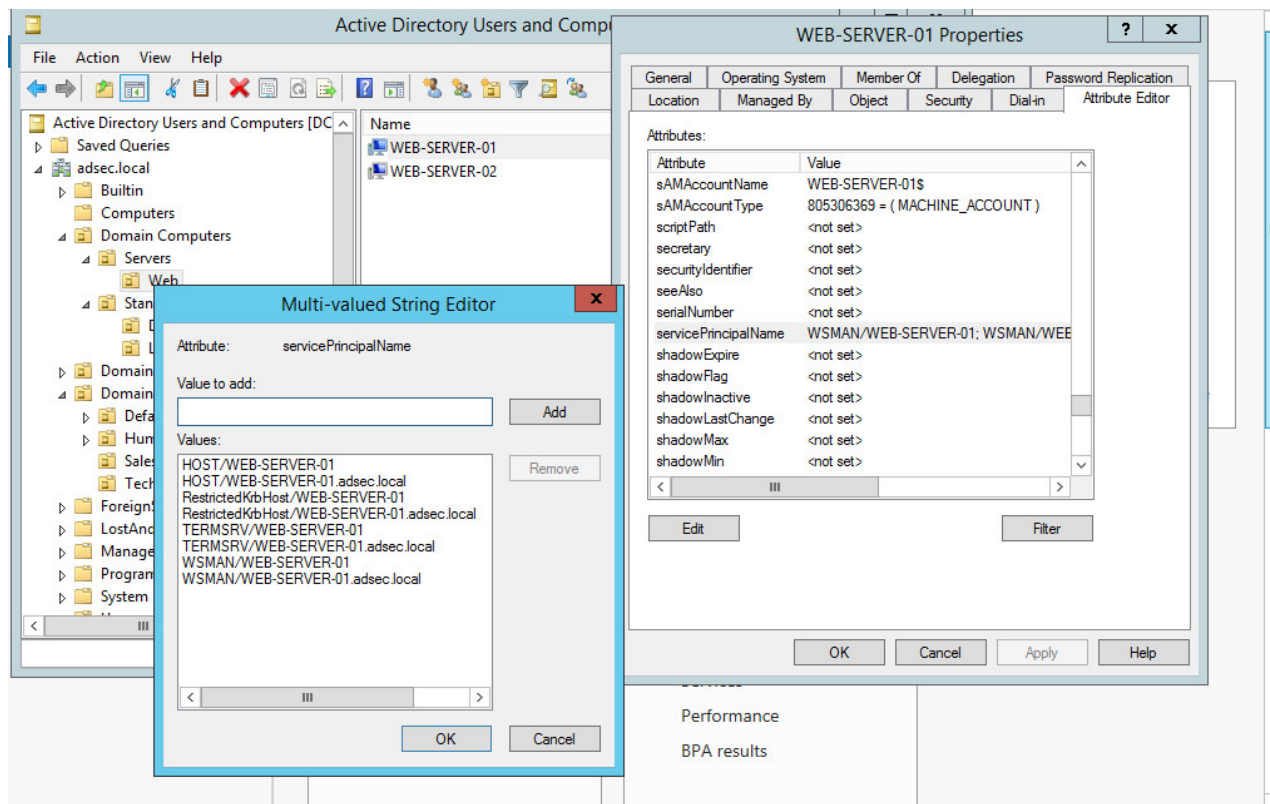 Active Directory Users and Comp
File Action View Help
Active Directory Users and Computers [DC
Saved Queries
adsec.local
Builtin
Computers
Domain Computers
Servers
Web
Stan
Domain
Domain
Defa
Hum
Sales
Tech
ForeignS
LostAnd
Manage
Program
System
Name
WEB-SERVER-01
WEB-SERVER-02
WEB-SERVER-01 Properties
? x
General Operating System Member Of Delegation Password Replication
Location Managed By Object Security Dial-in Attribute Editor
Attributes:
Attribute Value
sAMAccountName WEB-SERVER-01$
sAMAccountType 805306369 = ( MACHINE_ACCOUNT )
scriptPath <not set>
secretary <not set>
securityIdentifier <not set>
seeAlso <not set>
serialNumber <not set>
servicePrincipalName WSMAN/WEB-SERVER-01; WSMAN/WEB
shadowExpire <not set>
shadowFlag <not set>
shadowInactive <not set>
shadowLastChange <not set>
shadowMax <not set>
shadowMin <not set>
Edit Filter
OK Cancel Apply Help
Multi-valued String Editor
x
Attribute: servicePrincipalName
Value to add:
Add
Values:
Remove
HOST/WEB-SERVER-01
HOST/WEB-SERVER-01.adsec.local
RestrictedKrbHost/WEB-SERVER-01
RestrictedKrbHost/WEB-SERVER-01.adsec.local
TERMSRV/WEB-SERVER-01
TERMSRV/WEB-SERVER-01.adsec.local
WSMAN/WEB-SERVER-01
WSMAN/WEB-SERVER-01.adsec.local
OK Cancel
Performance
BPA results